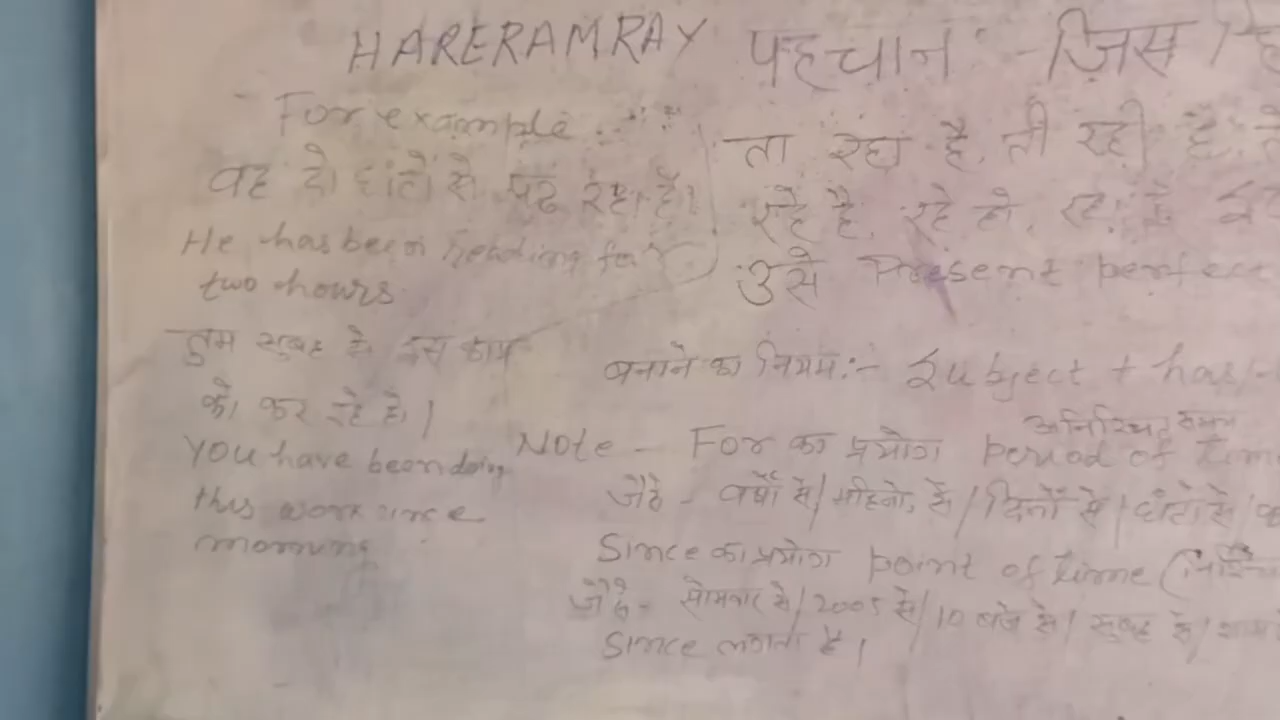 HARERAMRAY पहचान :- जिस
For example
वह दो घंटों से पढ़ रहा है।
He has been reading for
two hours
तुम सुबह से इस काम
को कर रहे हो।
You have been doing
this work since
morning
ता रहा है, ती रही है, ते
रहे है, रहे हो, रहा
उसे Present perfect
बनाने का नियम :- Subject + has/
अनिश्चित समय
Note - For का प्रयोग period of time
जैसे - वर्षों से/ महिनों से/ दिनों से/ घंटो से/
Since का प्रयोग point of time (निश्चित
जैसे - सोमवार से/ 2005 से/ 10 बजे से/ सुबह से/ शाम
Since लगाता है।